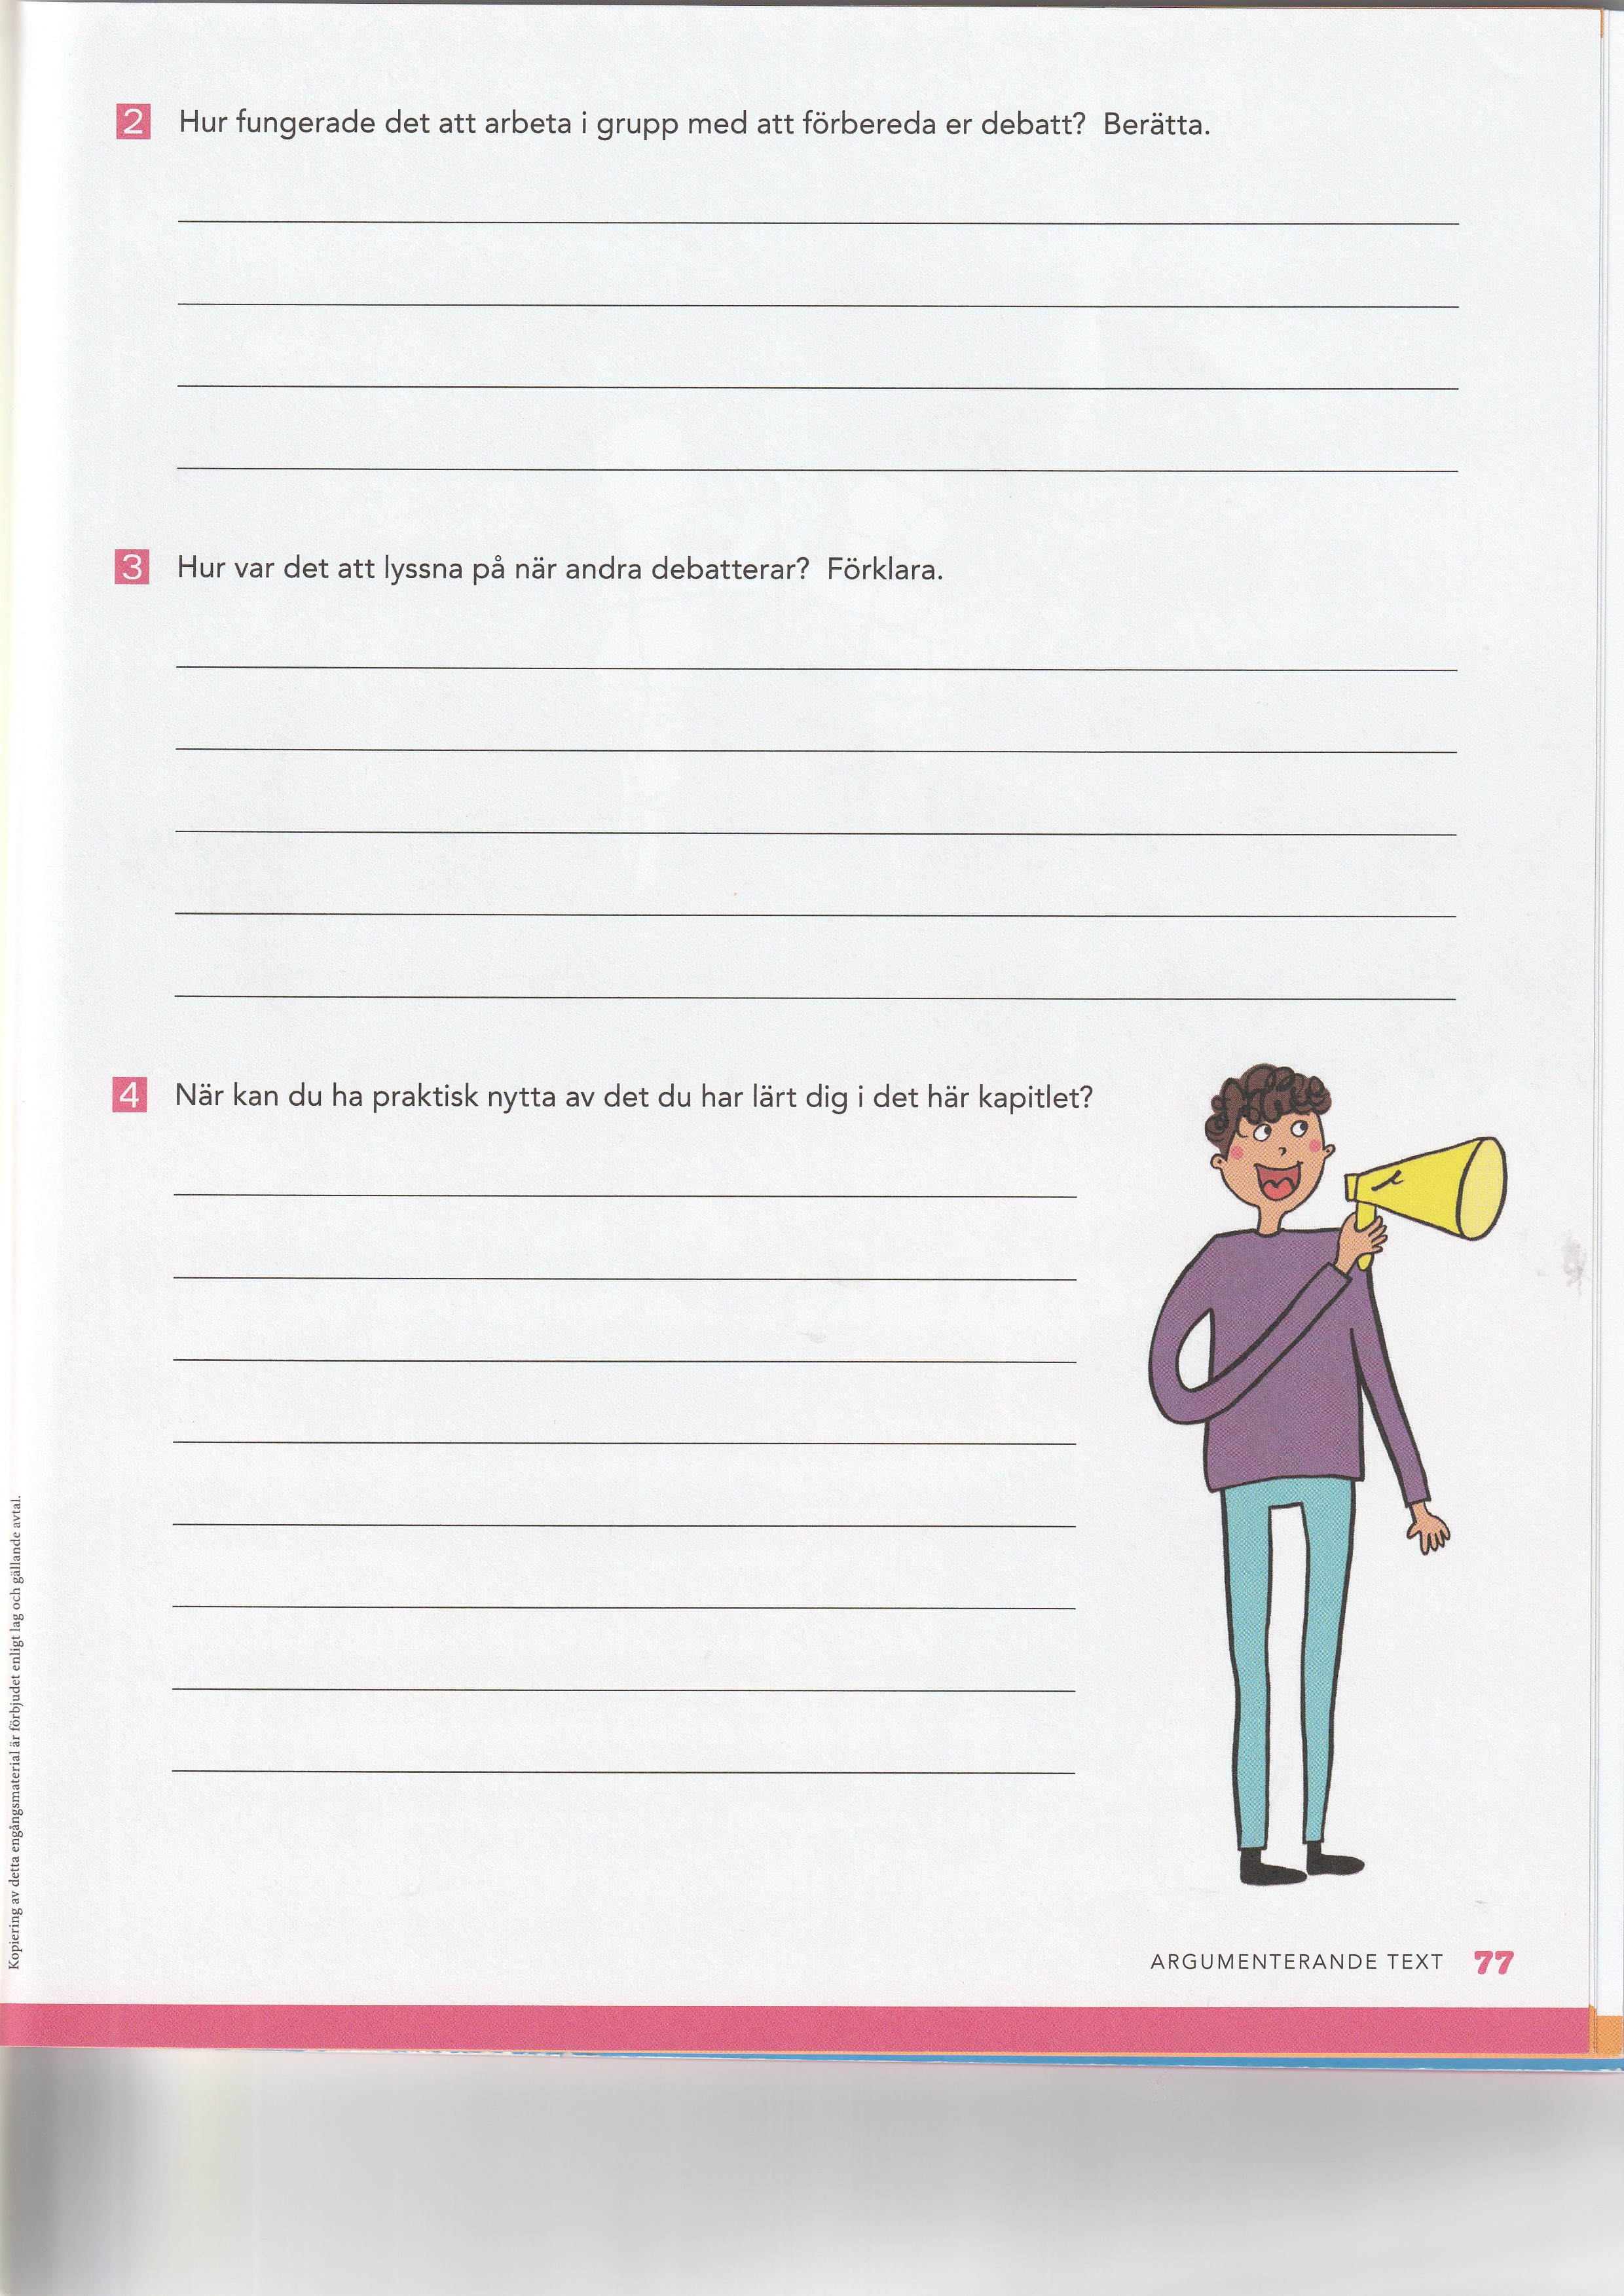 2 Hur fungerade det att arbeta i grupp med att förbereda er debatt? Berätta.
3 Hur var det att lyssna på när andra debatterar? Förklara.
4 När kan du ha praktisk nytta av det du har lärt dig i det här kapitlet?
Kopiering av detta engångsmaterial är förbjudet enligt lag och gällande avtal.
ARGUMENTERANDE TEXT 77